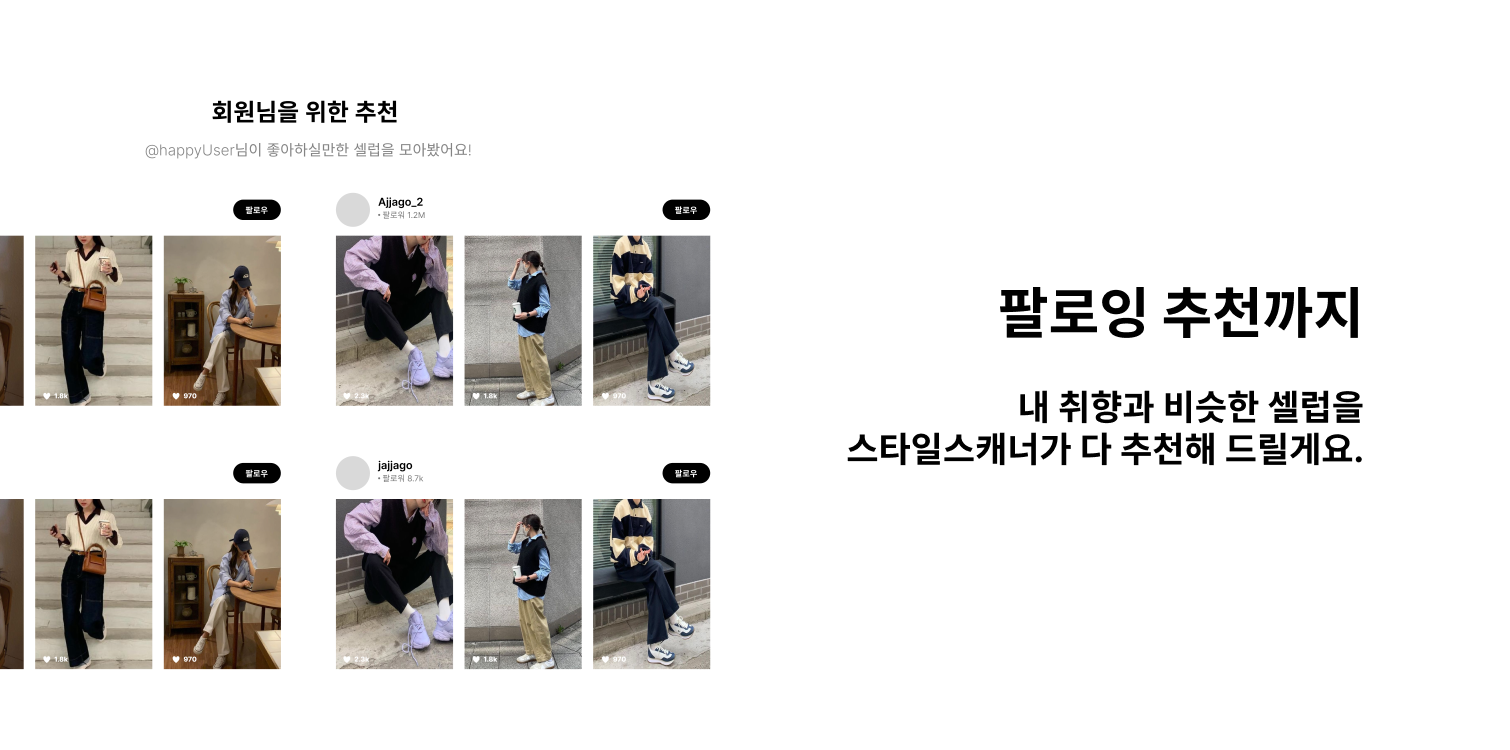 회원님을 위한 추천
@happyUser님이 좋아하실만한 셀럽을 모아봤어요!
팔로우
Ajjago_2
• 팔로워 1.2M
팔로우
1.8k
970
2.3k
1.8k
970
팔로우
jajjago
• 팔로워 8.7k
팔로우
1.8k
970
2.3k
1.8k
970
팔로잉 추천까지
내 취향과 비슷한 셀럽을
스타일스캐너가 다 추천해 드릴게요.